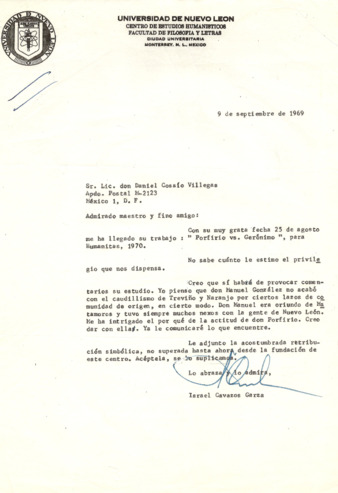 UNIVERSIDAD DE NUEVO LEON
CENTRO DE ESTUDIOS HUMANISTICOS
FACULTAD DE FILOSOFIA Y LETRAS
CIUDAD UNIVERSITARIA
MONTERREY, N. L., MEXICO
9 de septiembre de 1969
Sr. Lic. don Daniel Cosío Villegas
Apdo. Postal M-2123
México 1, D. F.
Admirado maestro y fino amigo:
Con su muy grata fecha 25 de agosto
me ha llegado su trabajo : " Porfirio vs. Gerónimo ", para
Humanitas, 1970.
No sabe cuánto le estimo el privile
gio que nos dispensa.
Creo que sí habrá de provocar comen-
tarios su estudio. Yo pienso que don Manuel González no acabó
con el caudillismo de Treviño y Naranjo por ciertos lazos de co
munidad de origen, en cierto modo. Don Manuel era oriundo de Ma
tamoros y tuvo siempre muchos nexos con la gente de Nuevo León.
Me ha intrigado el por qué de la actitud de don Porfirio. Creo
dar con ellas. Ya le comunicaré lo que encuentre.
Le adjunto la acostumbrada retribu-
ción simbólica, no superada hasta ahora desde la fundación de
este centro. Acéptela, se lo suplicamos.
Lo abraza y lo admira,
Israel Cavazos Garza